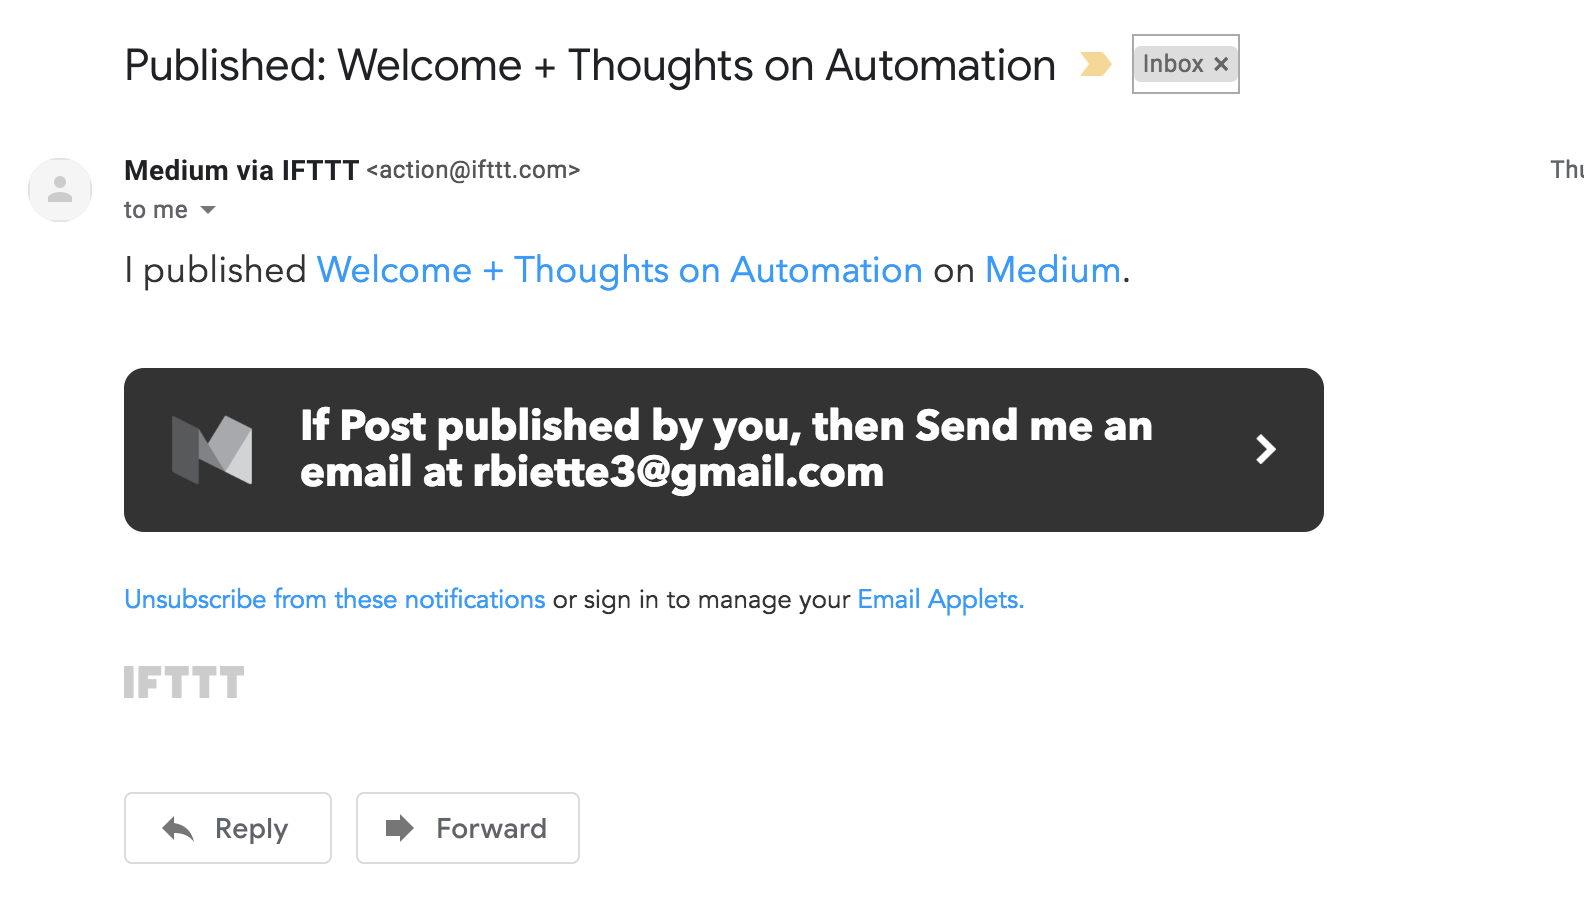 Published: Welcome + Thoughts on Automation Inbox ×
Medium via IFTTT <action@ifttt.com>
to me
I published Welcome + Thoughts on Automation on Medium.
If Post published by you, then Send me an
email at rbiette3@gmail.com
Unsubscribe from these notifications or sign in to manage your Email Applets.
IFTTT
Reply Forward